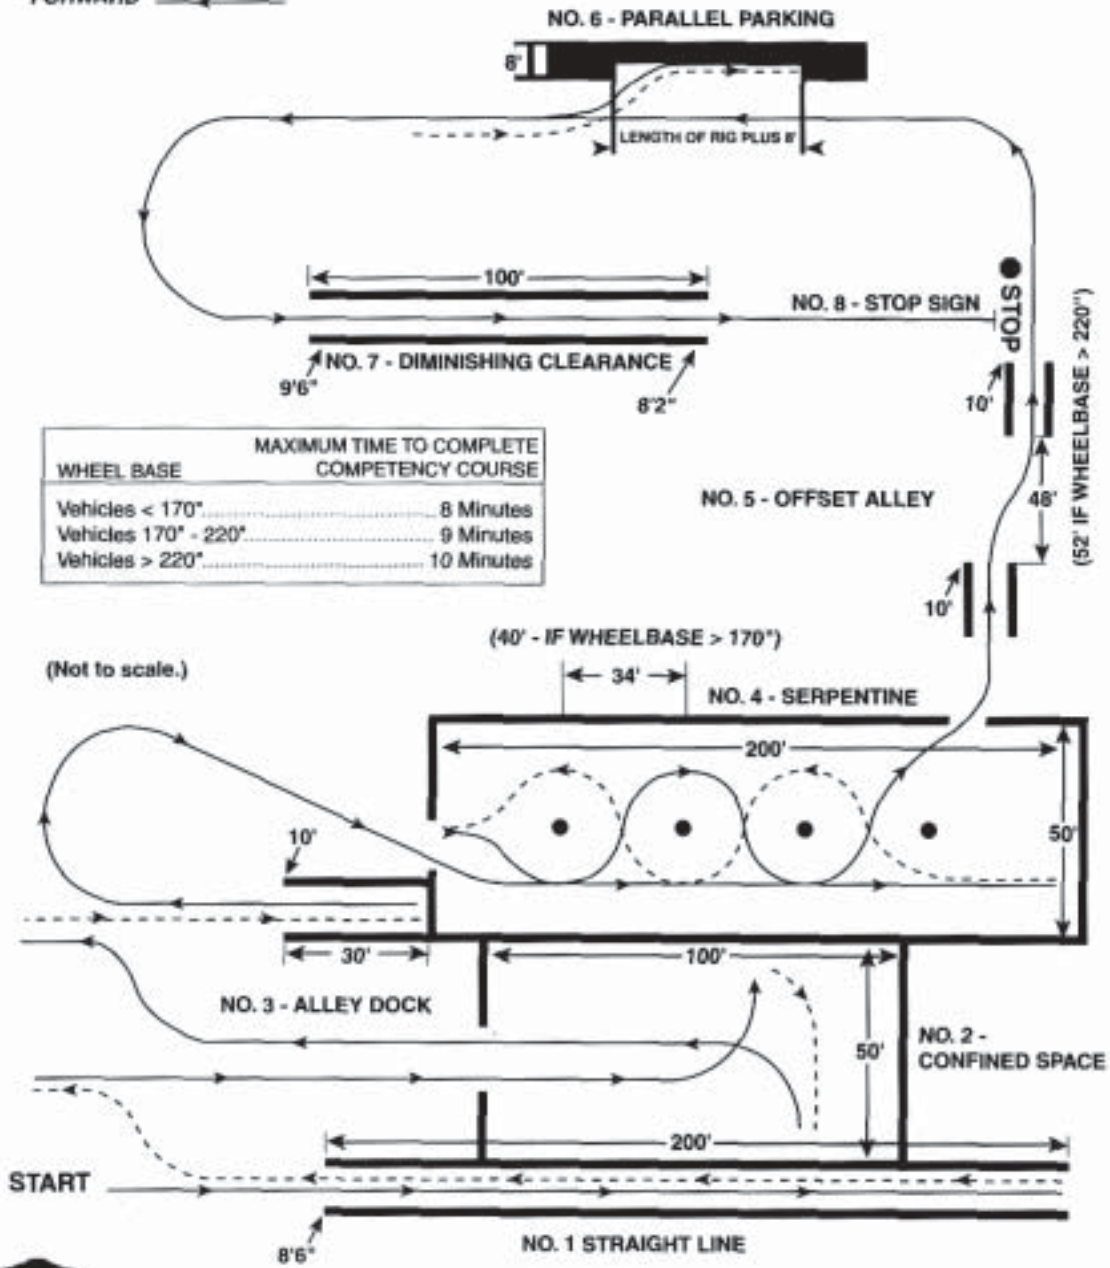 FORWARD
NO. 6 - PARALLEL PARKING
8'
LENGTH OF RIG PLUS 8'
100'
NO. 8 - STOP SIGN
STOP
NO. 7 - DIMINISHING CLEARANCE
9'6"
8'2"
10'
(52' IF WHEELBASE > 220")
MAXIMUM TIME TO COMPLETE
WHEEL BASE COMPETENCY COURSE
Vehicles < 170".................................. 8 Minutes
Vehicles 170" - 220".......................... 9 Minutes
Vehicles > 220".................................. 10 Minutes
NO. 5 - OFFSET ALLEY
48'
10'
(40' - IF WHEELBASE > 170")
(Not to scale.)
34'
NO. 4 - SERPENTINE
200'
10'
50'
30'
100'
NO. 3 - ALLEY DOCK
50'
NO. 2 -
CONFINED SPACE
200'
START
8'6"
NO. 1 STRAIGHT LINE